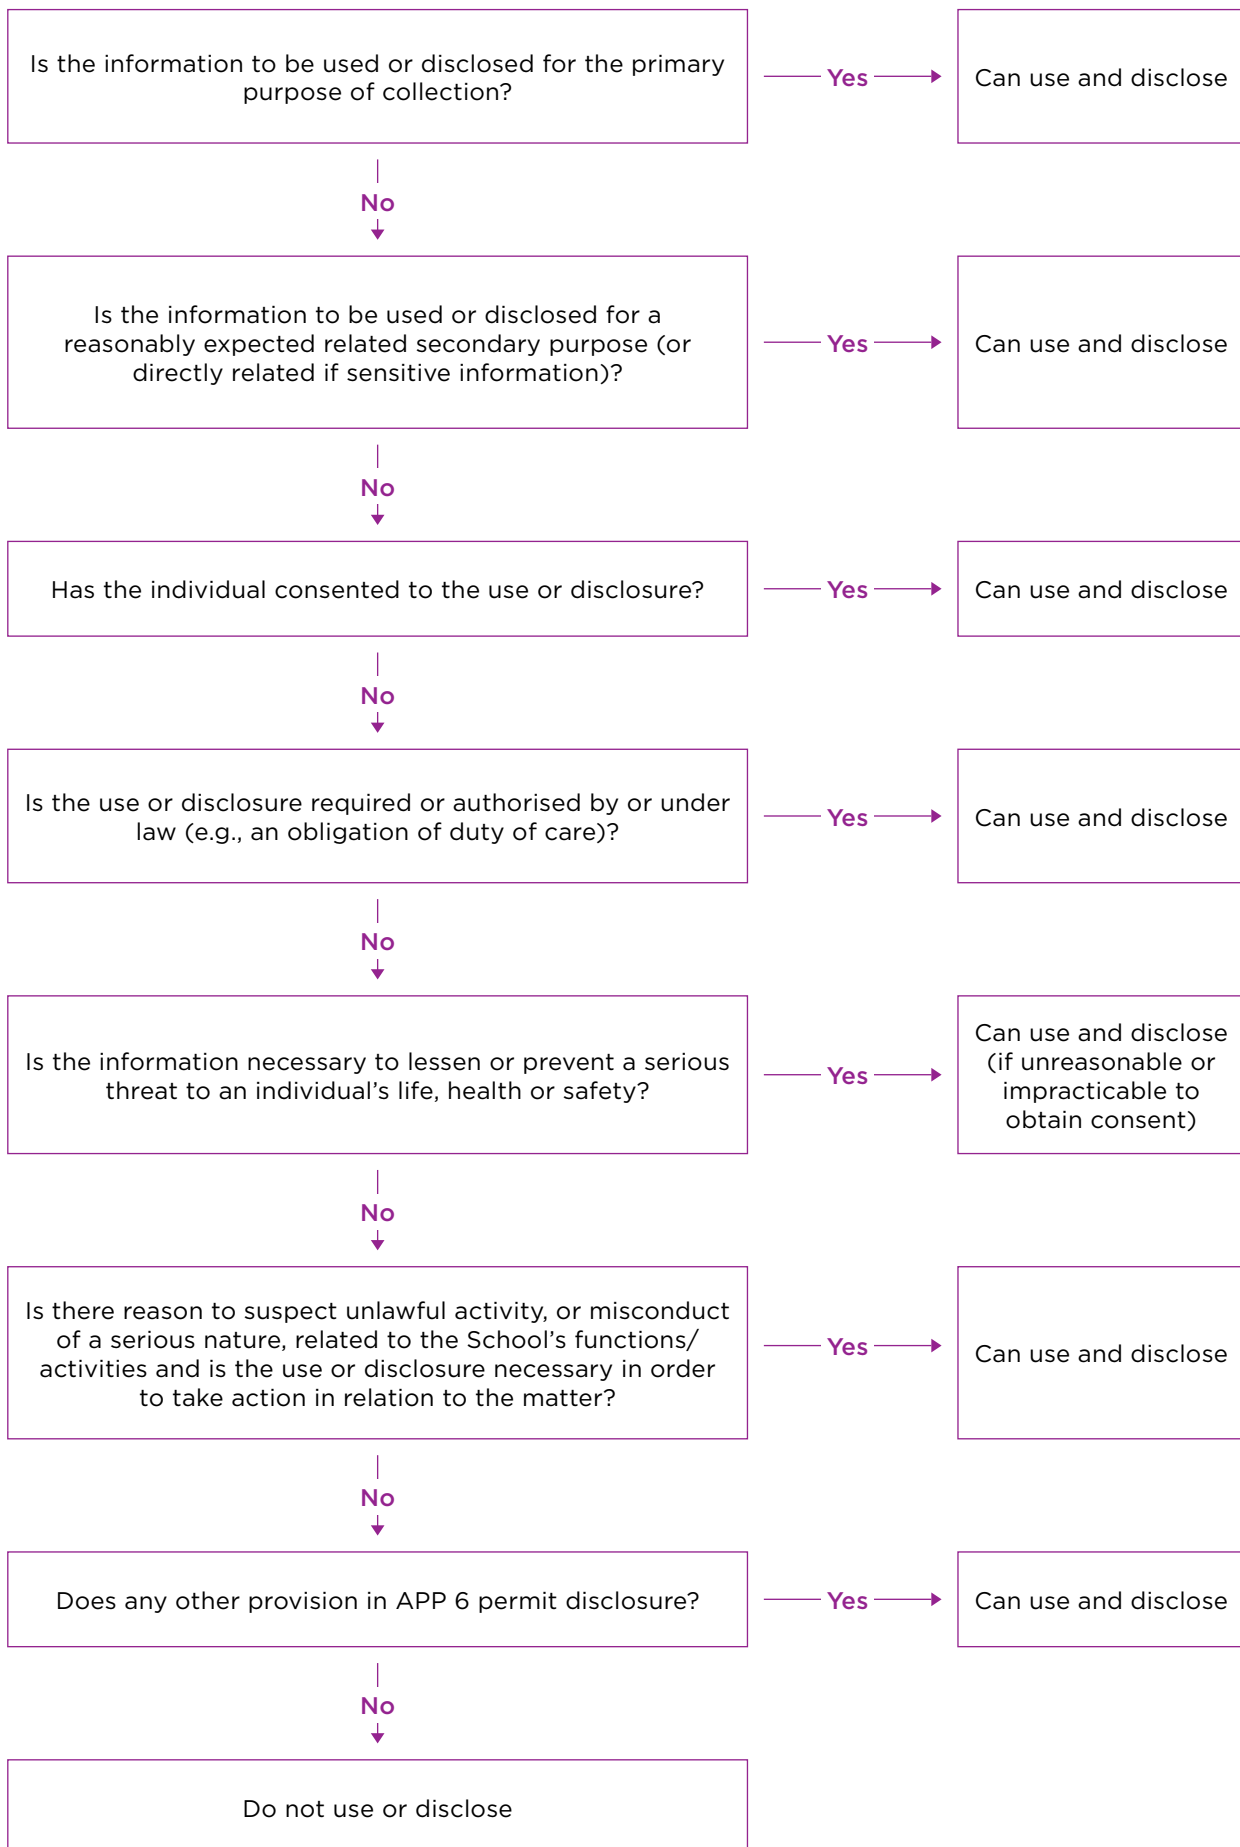 Is the information to be used or disclosed for the primary
purpose of collection?
Yes
Can use and disclose
No
Is the information to be used or disclosed for a
reasonably expected related secondary purpose (or
directly related if sensitive information)?
Yes
Can use and disclose
No
Has the individual consented to the use or disclosure?
Yes
Can use and disclose
No
Is the use or disclosure required or authorised by or under
law (e.g., an obligation of duty of care)?
Yes
Can use and disclose
No
Is the information necessary to lessen or prevent a serious
threat to an individual’s life, health or safety?
Yes
Can use and disclose
(if unreasonable or
impracticable to
obtain consent)
No
Is there reason to suspect unlawful activity, or misconduct
of a serious nature, related to the School’s functions/
activities and is the use or disclosure necessary in order
to take action in relation to the matter?
Yes
Can use and disclose
No
Does any other provision in APP 6 permit disclosure?
Yes
Can use and disclose
No
Do not use or disclose